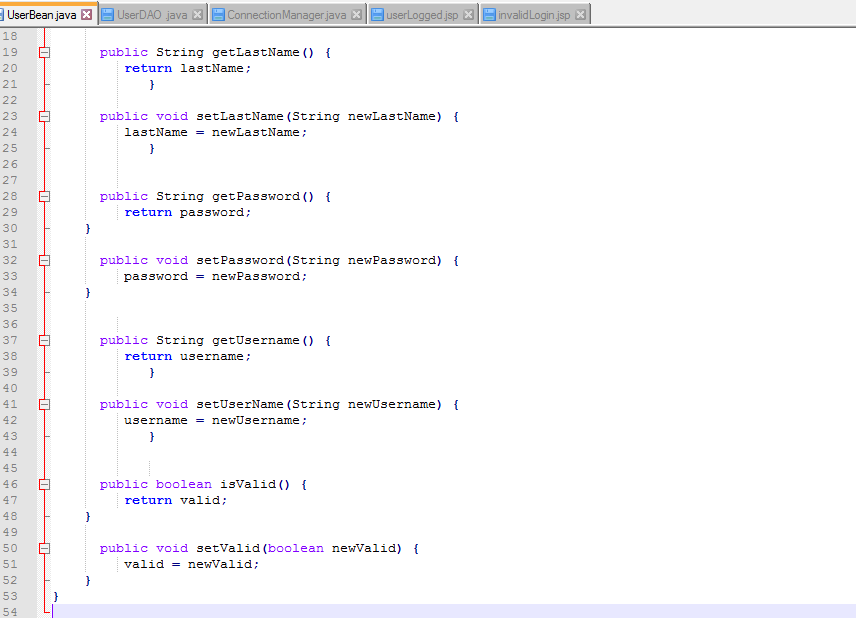 UserBean.java UserDAO .java ConnectionManager.java userLogged.jsp invalidLogin.jsp
18
19 public String getLastName() {
20 return lastName;
21 }
22
23 public void setLastName(String newLastName) {
24 lastName = newLastName;
25 }
26
27
28 public String getPassword() {
29 return password;
30 }
31
32 public void setPassword(String newPassword) {
33 password = newPassword;
34 }
35
36
37 public String getUsername() {
38 return username;
39 }
40
41 public void setUserName(String newUsername) {
42 username = newUsername;
43 }
44
45
46 public boolean isValid() {
47 return valid;
48 }
49
50 public void setValid(boolean newValid) {
51 valid = newValid;
52 }
53 }
54